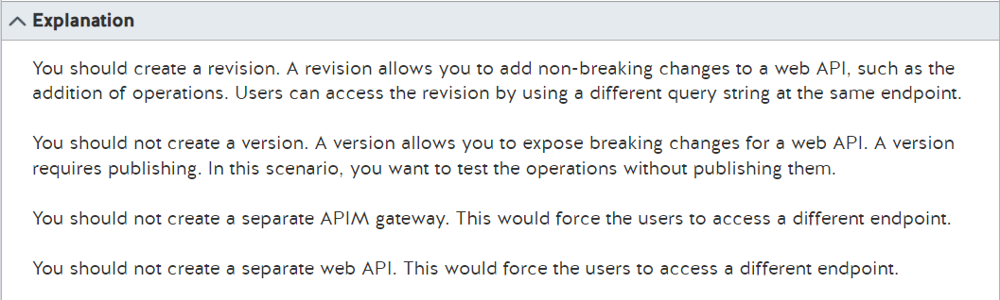 Explanation
You should create a revision. A revision allows you to add non-breaking changes to a web API, such as the
addition of operations. Users can access the revision by using a different query string at the same endpoint.
You should not create a version. A version allows you to expose breaking changes for a web API. A version
requires publishing. In this scenario, you want to test the operations without publishing them.
You should not create a separate APIM gateway. This would force the users to access a different endpoint.
You should not create a separate web API. This would force the users to access a different endpoint.